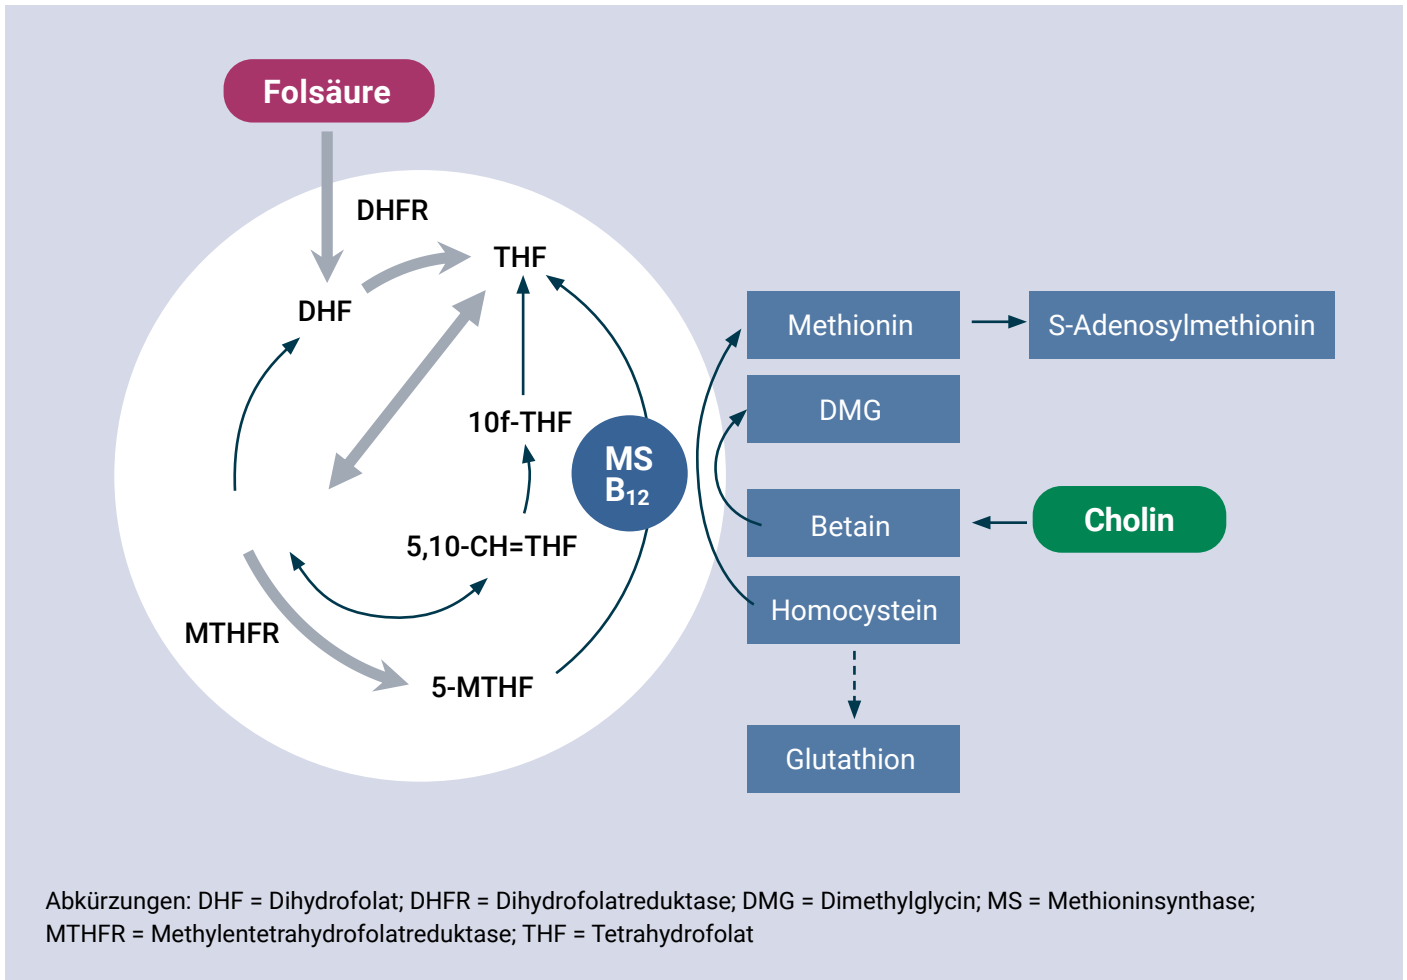 Folsäure
DHFR
THF
DHF
Methionin
S-Adenosylmethionin
DMG
10f-THF
MS
B₁₂
Betain
Cholin
5,10-CH=THF
Homocystein
MTHFR
5-MTHF
Glutathion
Abkürzungen: DHF = Dihydrofolat; DHFR = Dihydrofolatreduktase; DMG = Dimethylglycin; MS = Methioninsynthase;
MTHFR = Methylentetrahydrofolatreduktase; THF = Tetrahydrofolat